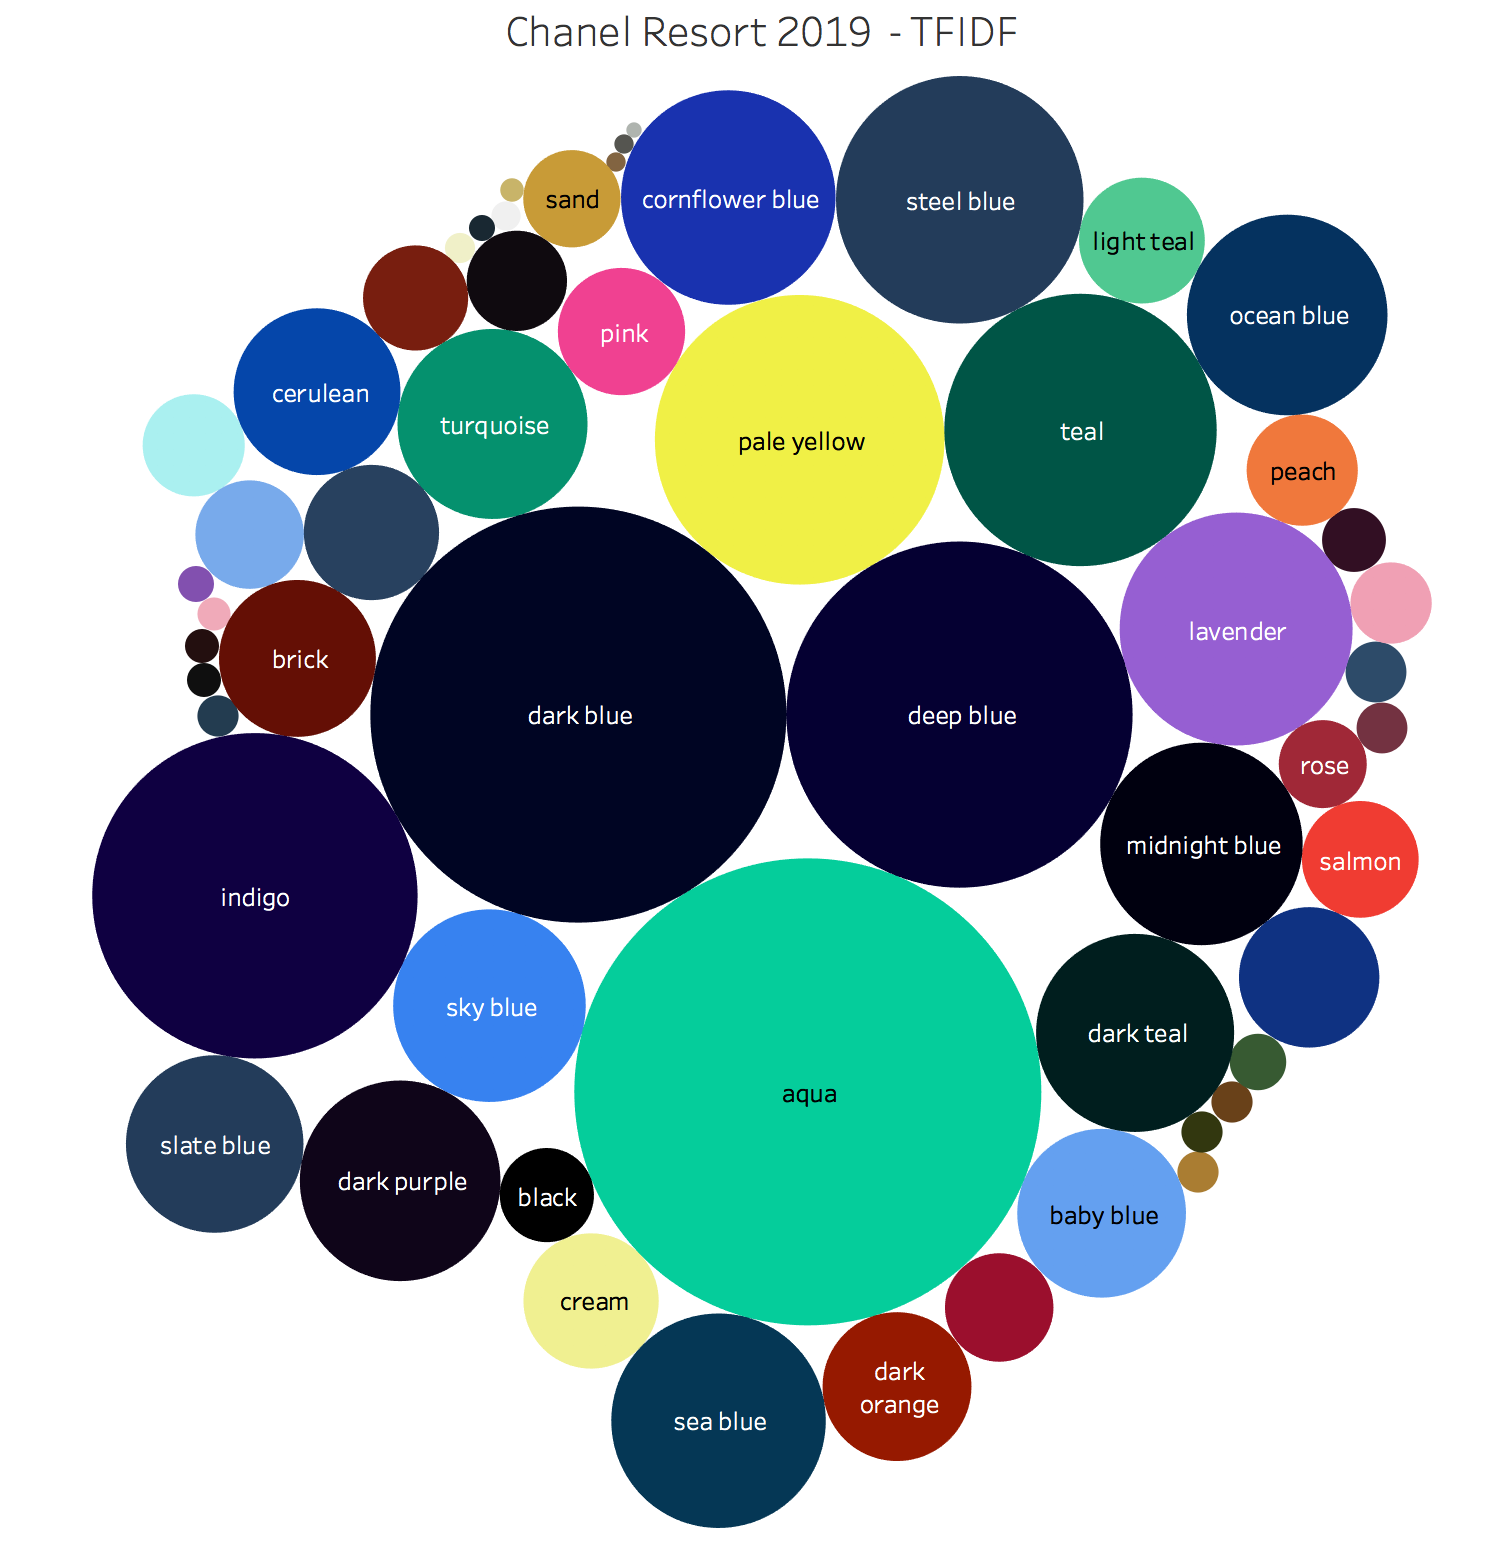 Chanel Resort 2019 - TFIDF
sand
cornflower blue
steel blue
light teal
ocean blue
pink
cerulean
turquoise
pale yellow
teal
peach
lavender
brick
dark blue
deep blue
rose
midnight blue
salmon
indigo
sky blue
dark teal
aqua
slate blue
dark purple
black
baby blue
cream
dark
orange
sea blue